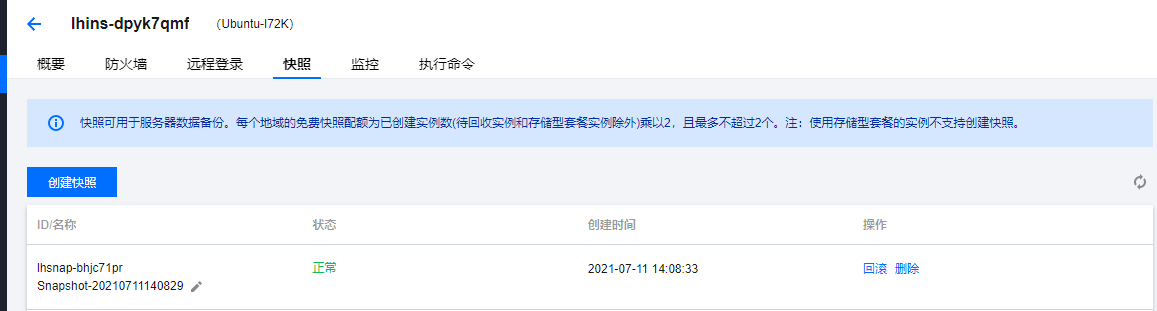 lhins-dpyk7qmf （Ubuntu-I72K）
概要 防火墙 远程登录 快照 监控 执行命令
快照可用于服务器数据备份。每个地域的免费快照配额为已创建实例数(待回收实例和存储型套餐实例除外)乘以2，且最多不超过2个。注：使用存储型套餐的实例不支持创建快照。
创建快照
ID/名称 状态 创建时间 操作
lhsnap-bhjc71pr 正常 2021-07-11 14:08:33 回滚 删除
Snapshot-20210711140829